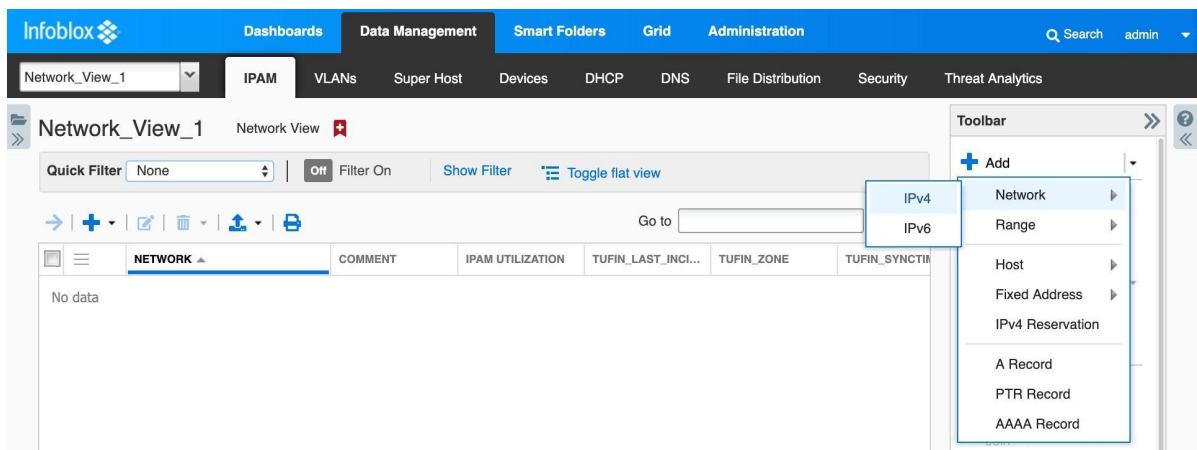 Infoblox Dashboards Data Management Smart Folders Grid Administration Search admin
Network_View_1 IPAM VLANs Super Host Devices DHCP DNS File Distribution Security Threat Analytics
Network_View_1 Network View
Toolbar
Quick Filter None Off Filter On Show Filter Toggle flat view
Add
Go to
NETWORK COMMENT IPAM UTILIZATION TUFIN_LAST_INCI... TUFIN_ZONE TUFIN_SYNCTIM
No data
IPv4
IPv6
Network
Range
Host
Fixed Address
IPv4 Reservation
A Record
PTR Record
AAAA Record